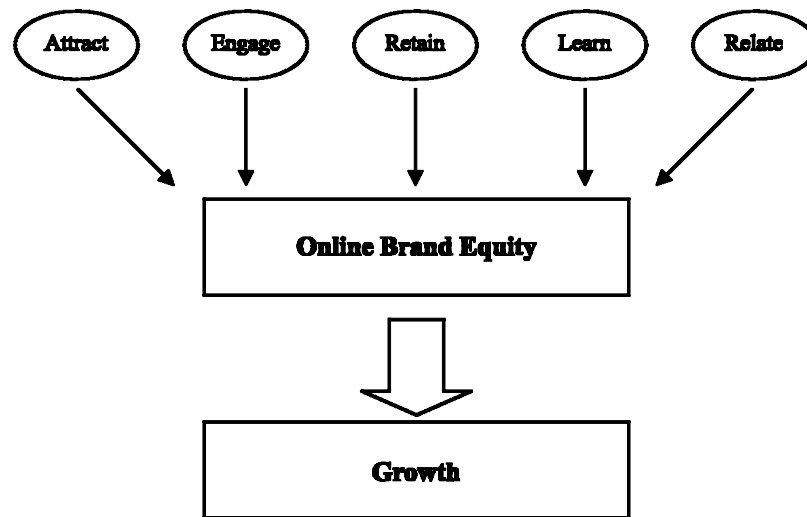 Attract
Engage
Retain
Learn
Relate
Online Brand Equity
Growth